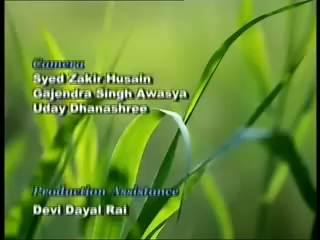 Camera
Syed Zakir Husain
Gajendra Singh Awasya
Uday Dhanashree
Production Assistance
Devi Dayal Rai